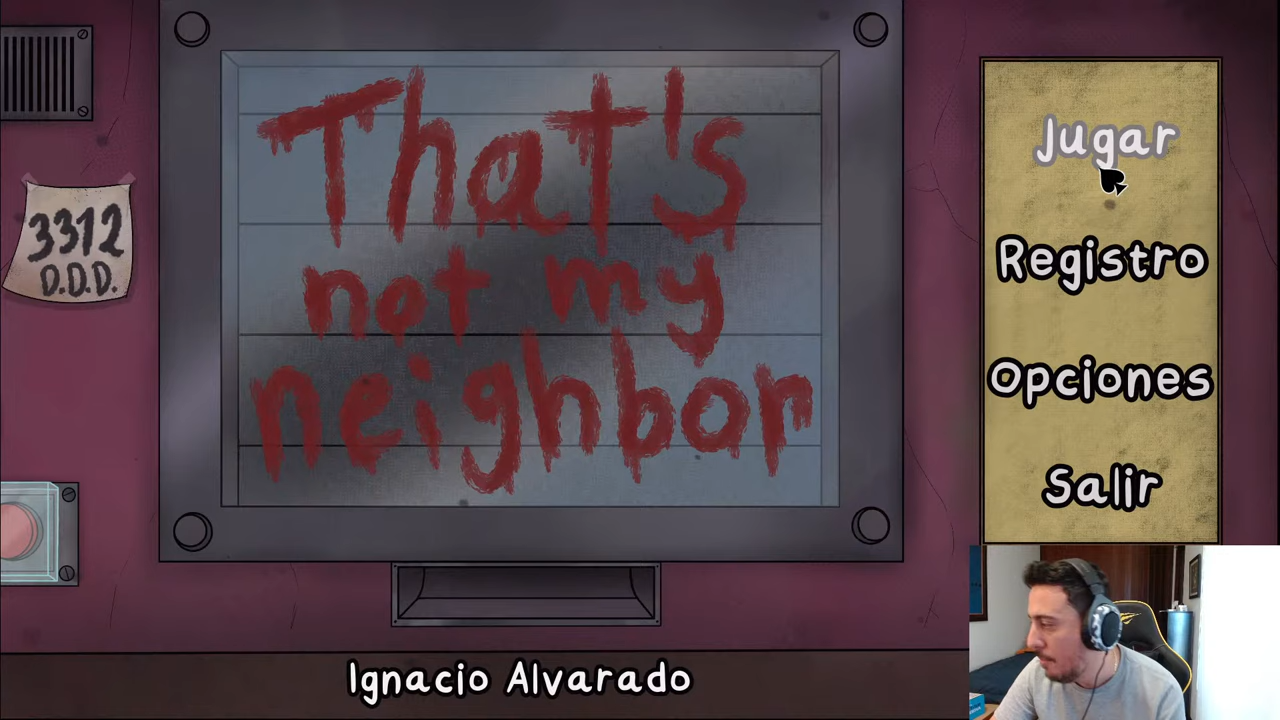 That's
not my
neighbor
3312
D.D.D.
Jugar
Registro
Opciones
Salir
Ignacio Alvarado